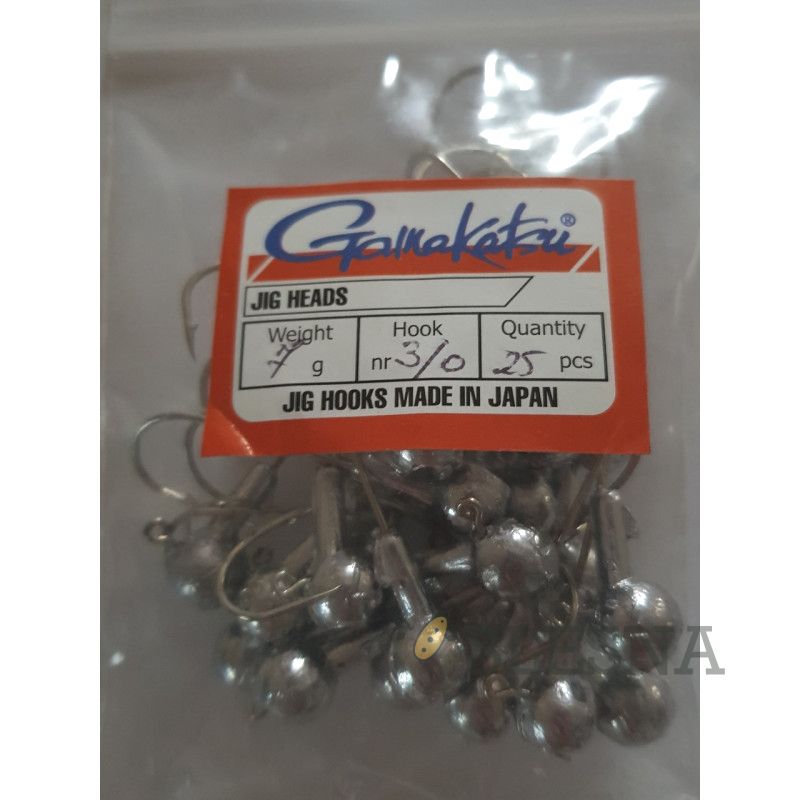 Gamakatsu®
JIG HEADS
Weight Hook Quantity
7 g nr 3/0 25 pcs
JIG HOOKS MADE IN JAPAN